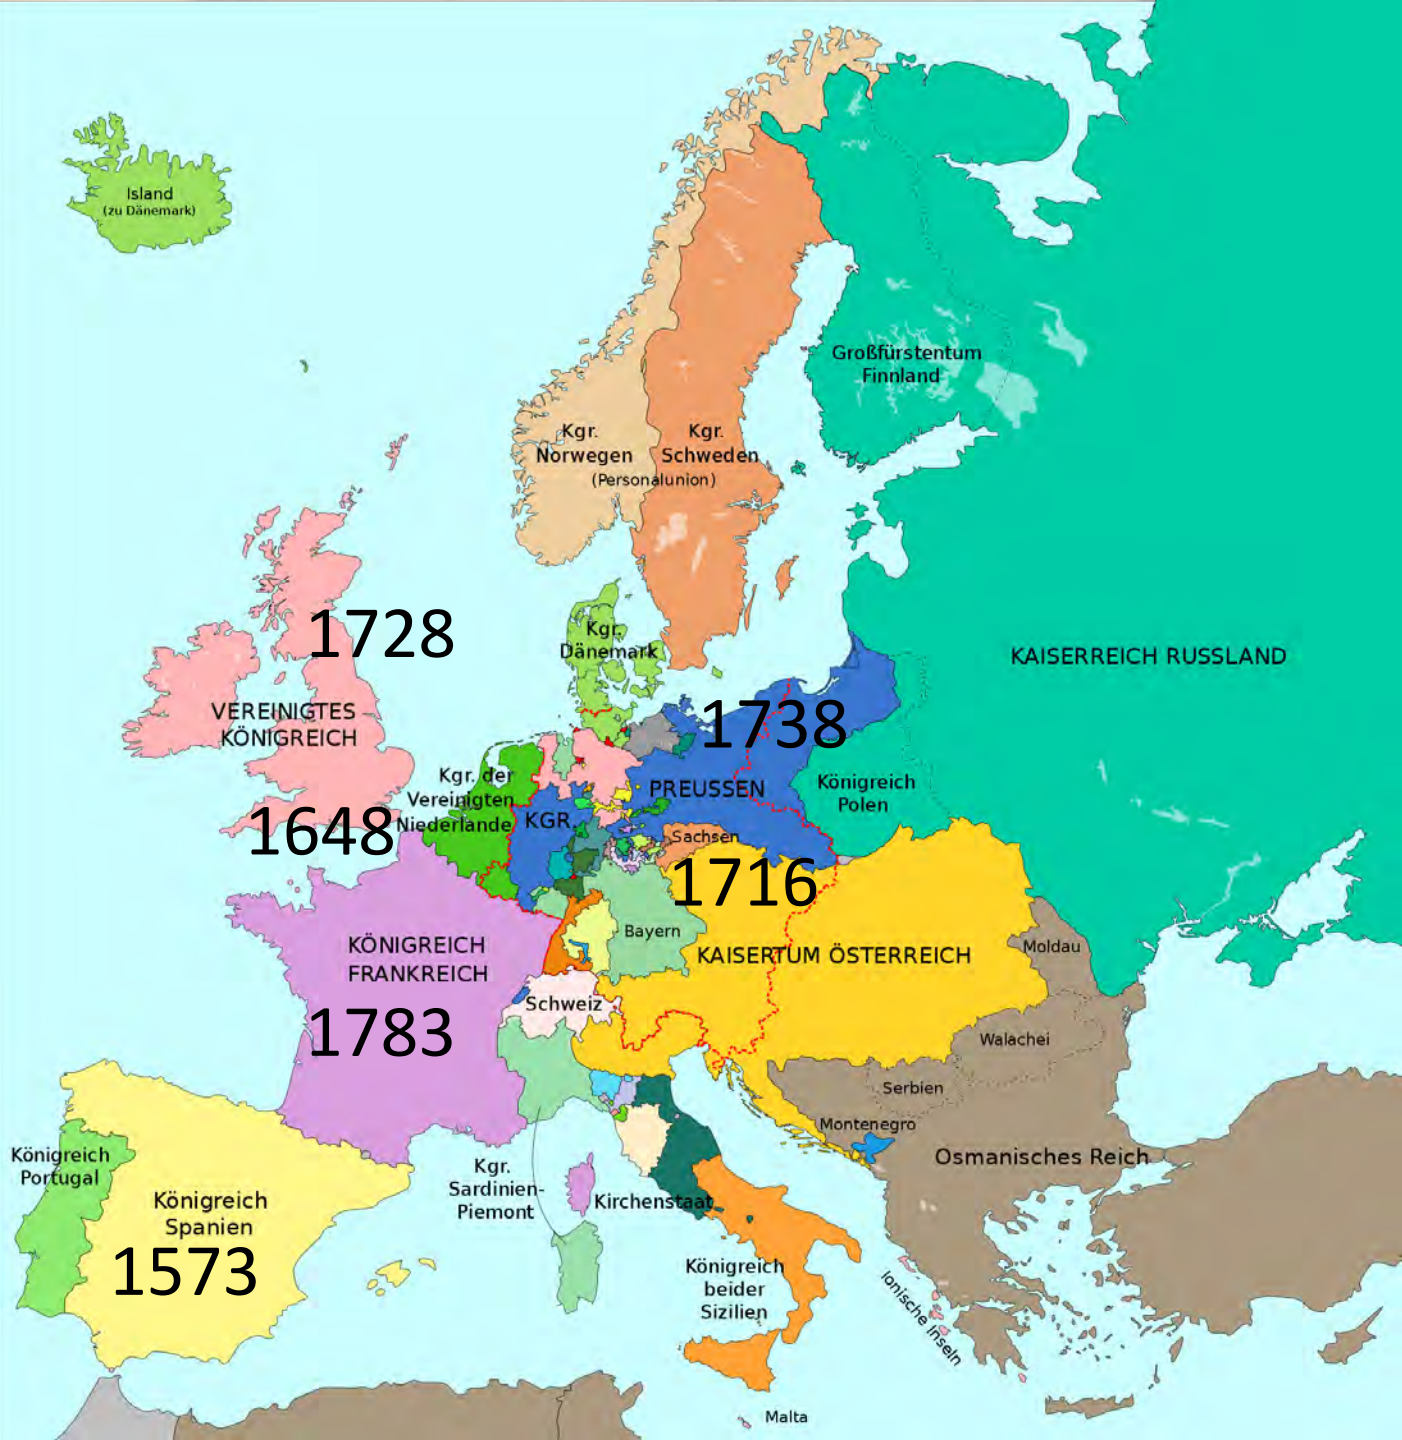 Island
(zu Dänemark)
Großfürstentum
Finnland
Kgr.
Norwegen
Kgr.
Schweden
(Personalunion)
1728
Kgr.
Dänemark
KAISERREICH RUSSLAND
VEREINIGTES
KÖNIGREICH
1738
Kgr. der
Vereinigten
Niederlande
PREUSSEN
KGR.
Königreich
Polen
1648
Sachsen
1716
Bayern
KÖNIGREICH
FRANKREICH
KAISERTUM ÖSTERREICH
Moldau
Schweiz
1783
Walachei
Serbien
Montenegro
Osmanisches Reich
Königreich
Portugal
Kgr.
Sardinien-
Piemont
Kirchenstaat
Königreich
Spanien
1573
Königreich
beider
Sizilien
Ionische Inseln
Malta